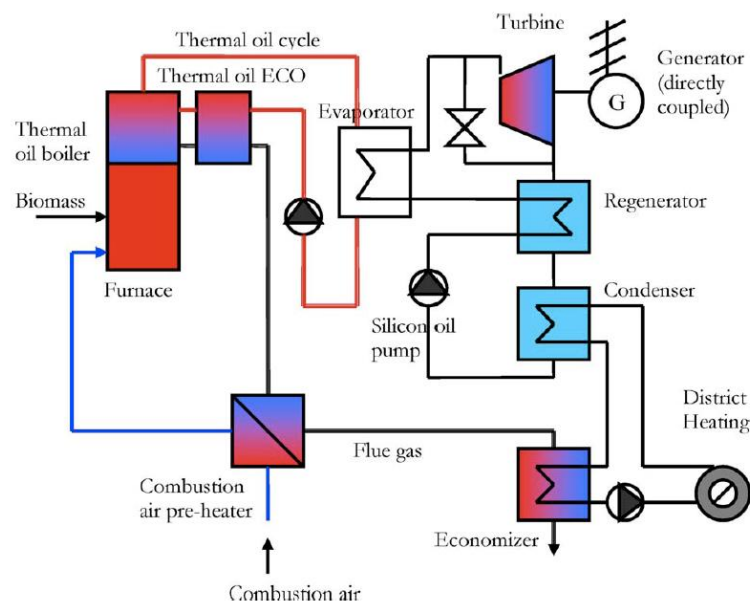 Turbine
Thermal oil cycle
Thermal oil ECO
Generator
(directly
coupled)
G
Evaporator
Thermal
oil boiler
Biomass
Regenerator
Furnace
Condenser
Silicon oil
pump
District
Heating
Flue gas
Combustion
air pre-heater
Economizer
Combustion air